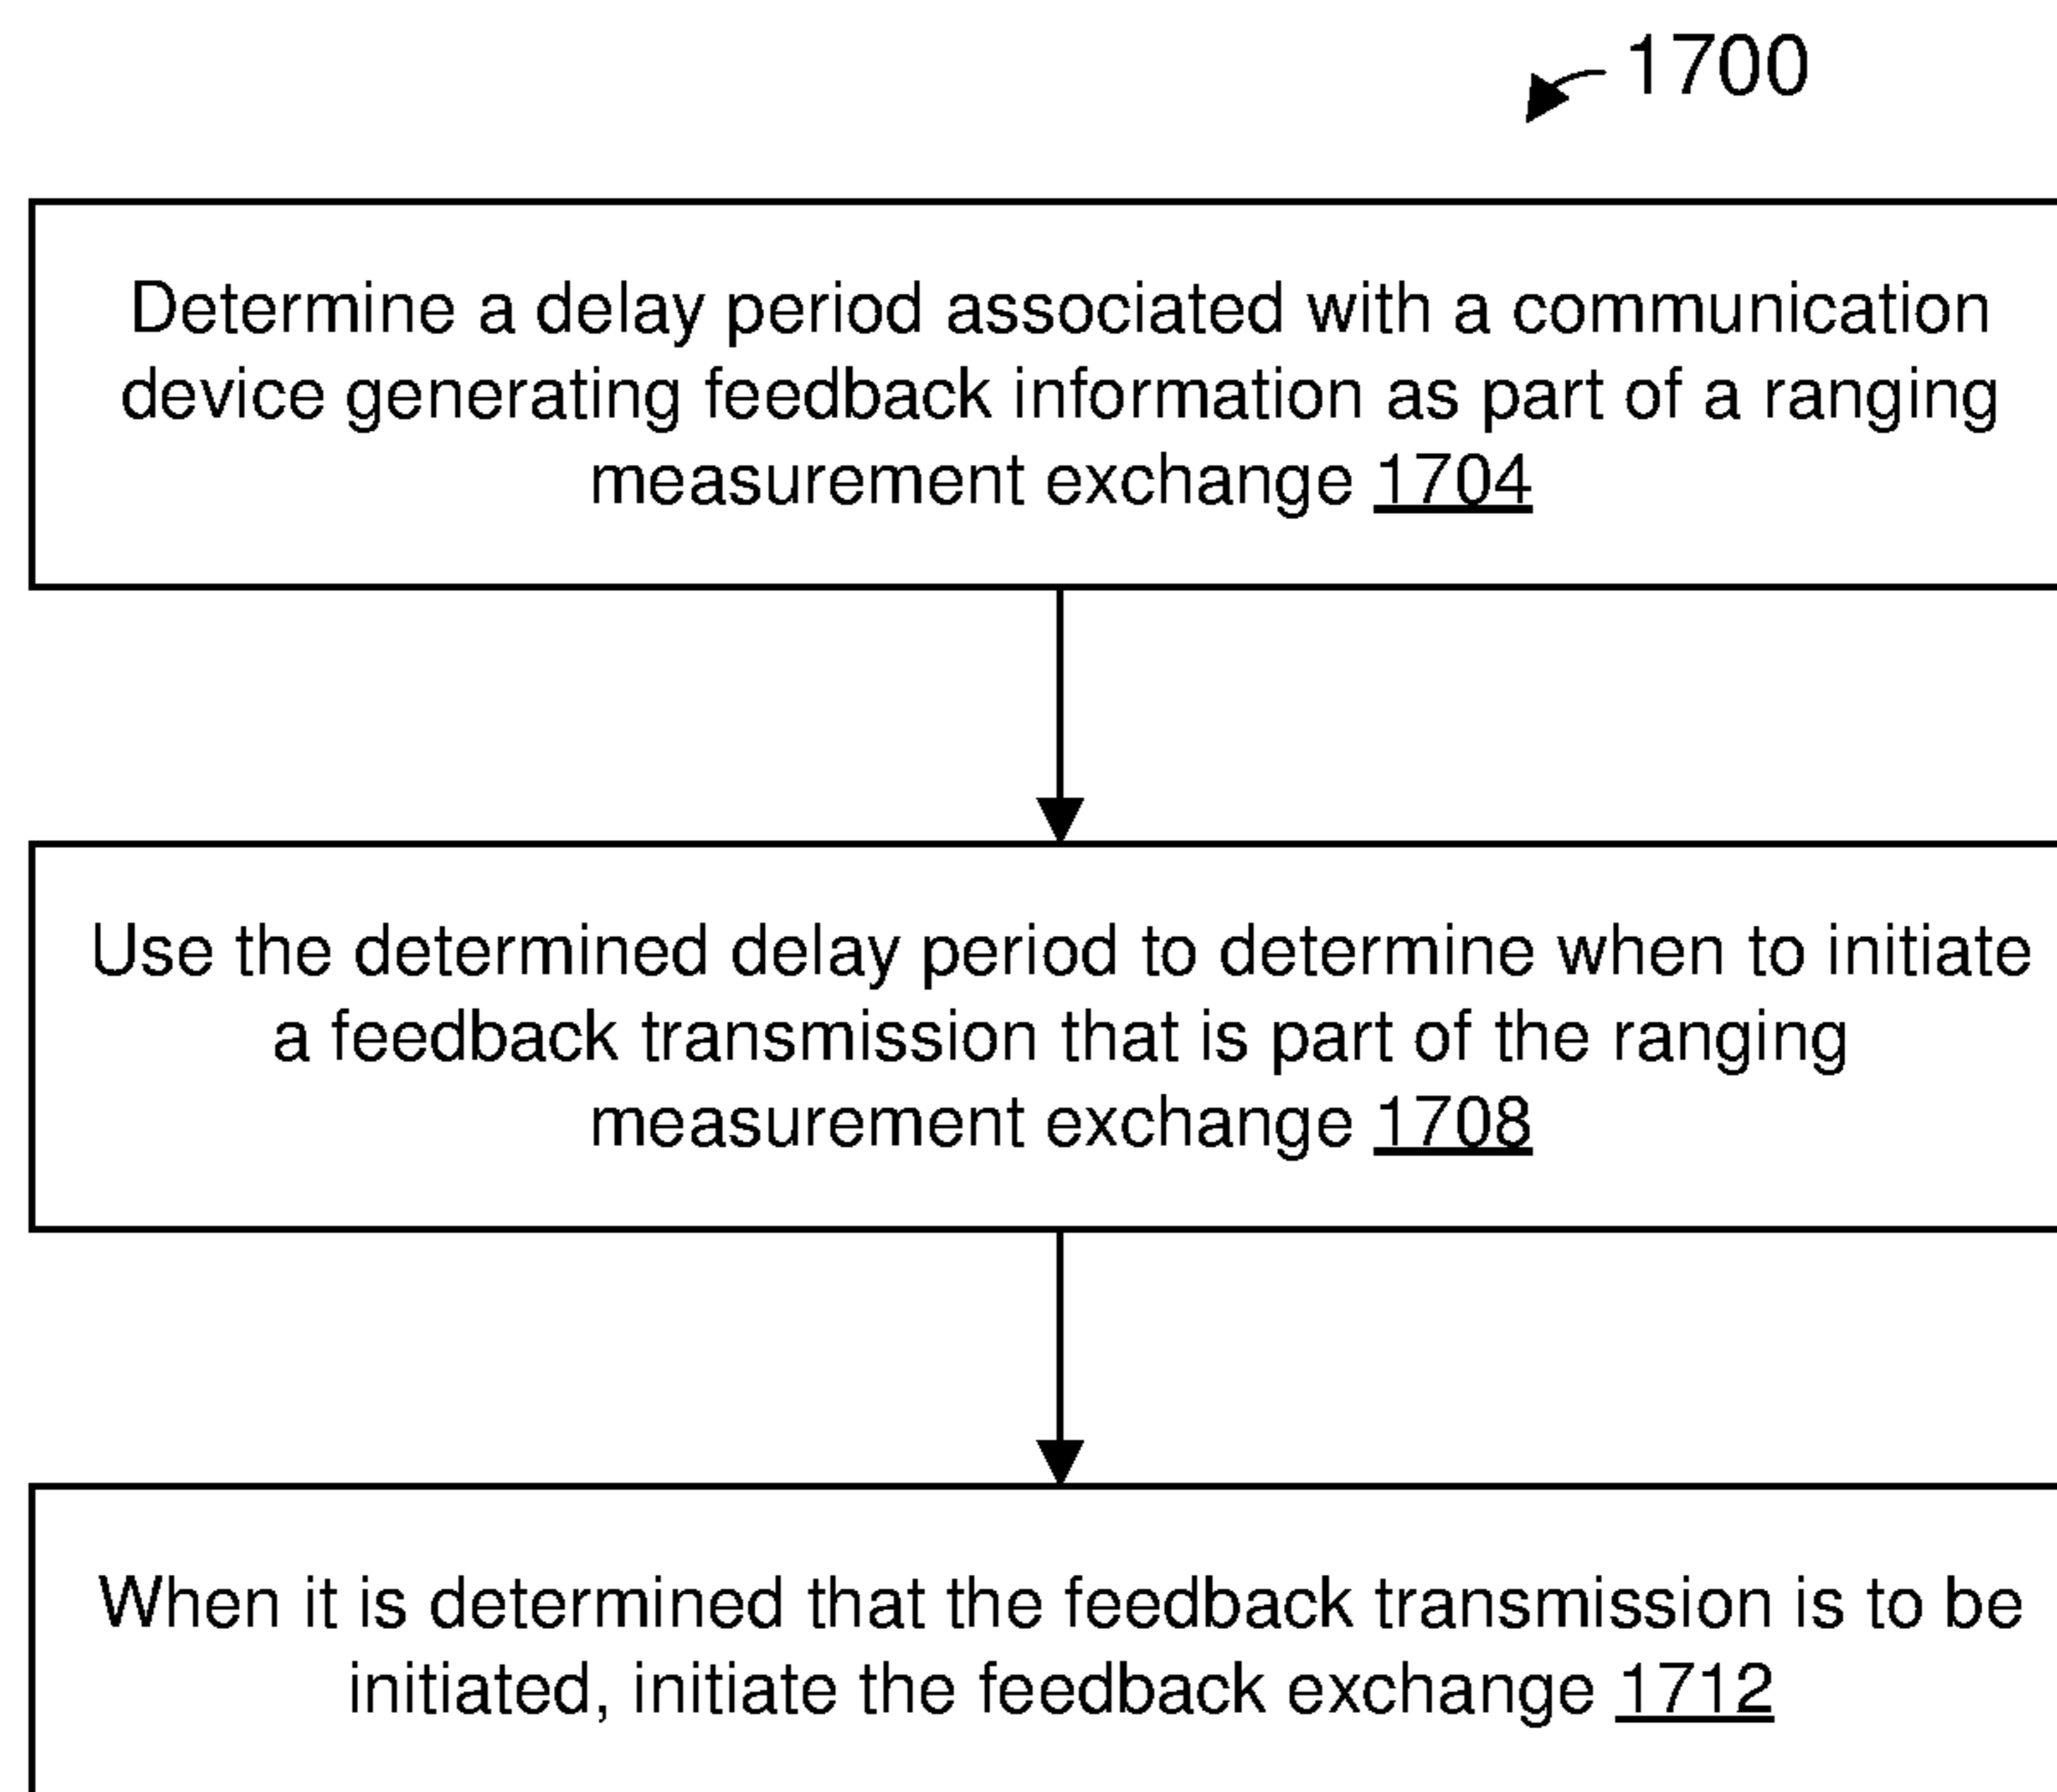 1700
Determine a delay period associated with a communication
device generating feedback information as part of a ranging
measurement exchange 1704
Use the determined delay period to determine when to initiate
a feedback transmission that is part of the ranging
measurement exchange 1708
When it is determined that the feedback transmission is to be
initiated, initiate the feedback exchange 1712